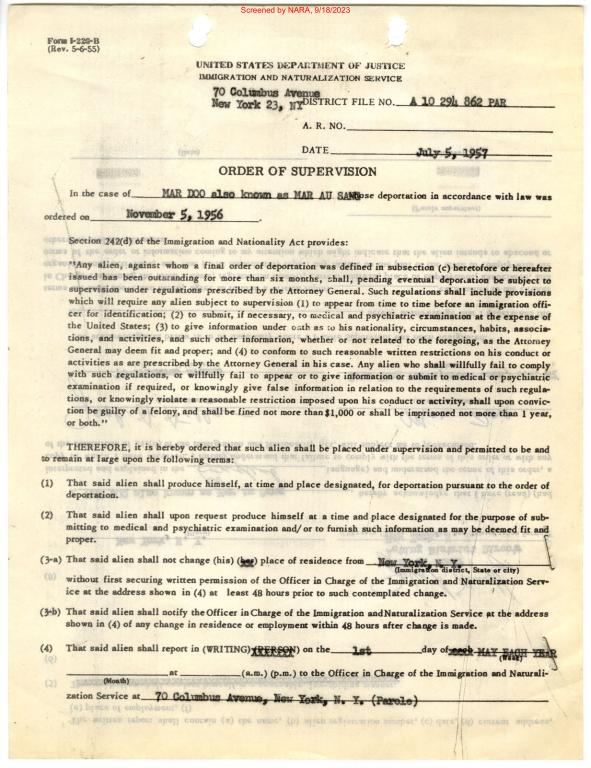 Screened by NARA, 9/18/2023
Form I-220-B
(Rev. 5-6-55)
UNITED STATES DEPARTMENT OF JUSTICE
IMMIGRATION AND NATURALIZATION SERVICE
70 Columbus Avenue
New York 23, NY DISTRICT FILE NO. A 10 294 862 PAR
A. R. NO.
DATE July 5, 1957
ORDER OF SUPERVISION
In the case of MAR DOO also known as MAR AU SANG whose deportation in accordance with law was
ordered on November 5, 1956.
Section 242(d) of the Immigration and Nationality Act provides:
"Any alien, against whom a final order of deportation was defined in subsection (c) heretofore or hereafter
issued has been outstanding for more than six months, shall, pending eventual deportation be subject to
supervision under regulations prescribed by the Attorney General. Such regulations shall include provisions
which will require any alien subject to supervision (1) to appear from time to time before an immigration offi-
cer for identification; (2) to submit, if necessary, to medical and psychiatric examination at the expense of
the United States; (3) to give information under oath as to his nationality, circumstances, habits, associa-
tions, and activities, and such other information, whether or not related to the foregoing, as the Attorney
General may deem fit and proper; and (4) to conform to such reasonable written restrictions on his conduct or
activities as are prescribed by the Attorney General in his case. Any alien who shall willfully fail to comply
with such regulations, or willfully fail to appear or to give information or submit to medical or psychiatric
examination if required, or knowingly give false information in relation to the requirements of such regula-
tions, or knowingly violate a reasonable restriction imposed upon his conduct or activity, shall upon convic-
tion be guilty of a felony, and shall be fined not more than $1,000 or shall be imprisoned not more than 1 year,
or both."
THEREFORE, it is hereby ordered that such alien shall be placed under supervision and permitted to be and
to remain at large upon the following terms:
(1) That said alien shall produce himself, at time and place designated, for deportation pursuant to the order of
deportation.
(2) That said alien shall upon request produce himself at a time and place designated for the purpose of sub-
mitting to medical and psychiatric examination and/or to furnish such information as may be deemed fit and
proper.
(3-a) That said alien shall not change (his) (her) place of residence from New York, N. Y.
(Immigration district, State or city)
without first securing written permission of the Officer in Charge of the Immigration and Naturalization Serv-
ice at the address shown in (4) at least 48 hours prior to such contemplated change.
(3-b) That said alien shall notify the Officer in Charge of the Immigration and Naturalization Service at the address
shown in (4) of any change in residence or employment within 48 hours after change is made.
(4) That said alien shall report in (WRITING) (PERSON) on the 1st day of each MAY EACH YEAR
(Week)
at (a.m.) (p.m.) to the Officer in Charge of the Immigration and Naturali-
(Month)
zation Service at 70 Columbus Avenue, New York, N. Y. (Parole)